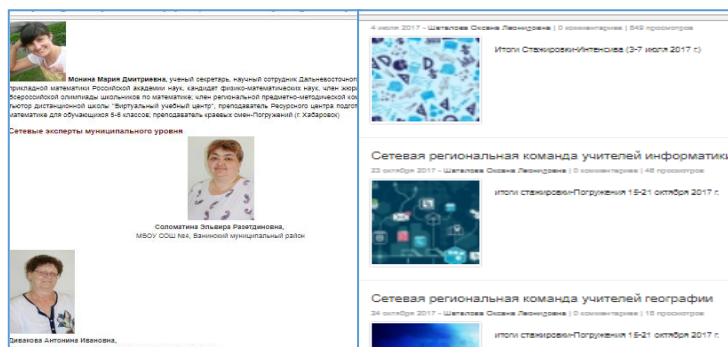 Монина Мария Дмитриевна, ученый секретарь, научный сотрудник Дальневосточног
прикладной математики Российской академии наук, кандидат физико-математических наук, член жюри
Всероссийской олимпиады школьников по математике; член региональной предметно-методической ком
тьютор дистанционной школы "Виртуальный учебный центр", преподаватель Ресурсного центра подгот
математике для обучающихся 5-6 классов; преподаватель краевых смен-Погружений (г. Хабаровск)
Сетевые эксперты муниципального уровня
Соломатина Эльвира Разетдиновна,
МБОУ СОШ №4, Ванинский муниципальный район
Диванова Антонина Ивановна,
4 июля 2017 - Шаталова Оксана Леонидовна | 0 комментариев | 549 просмотров
Итоги Стажировки-Интенсива (3-7 июля 2017 г.)
Сетевая региональная команда учителей информатики
23 октября 2017 - Шаталова Оксана Леонидовна | 0 комментариев | 46 просмотров
итоги стажировки-Погружения 15-21 октября 2017 г.
Сетевая региональная команда учителей географии
24 октября 2017 - Шаталова Оксана Леонидовна | 0 комментариев | 15 просмотров
итоги стажировки-Погружения 15-21 октября 2017 г.